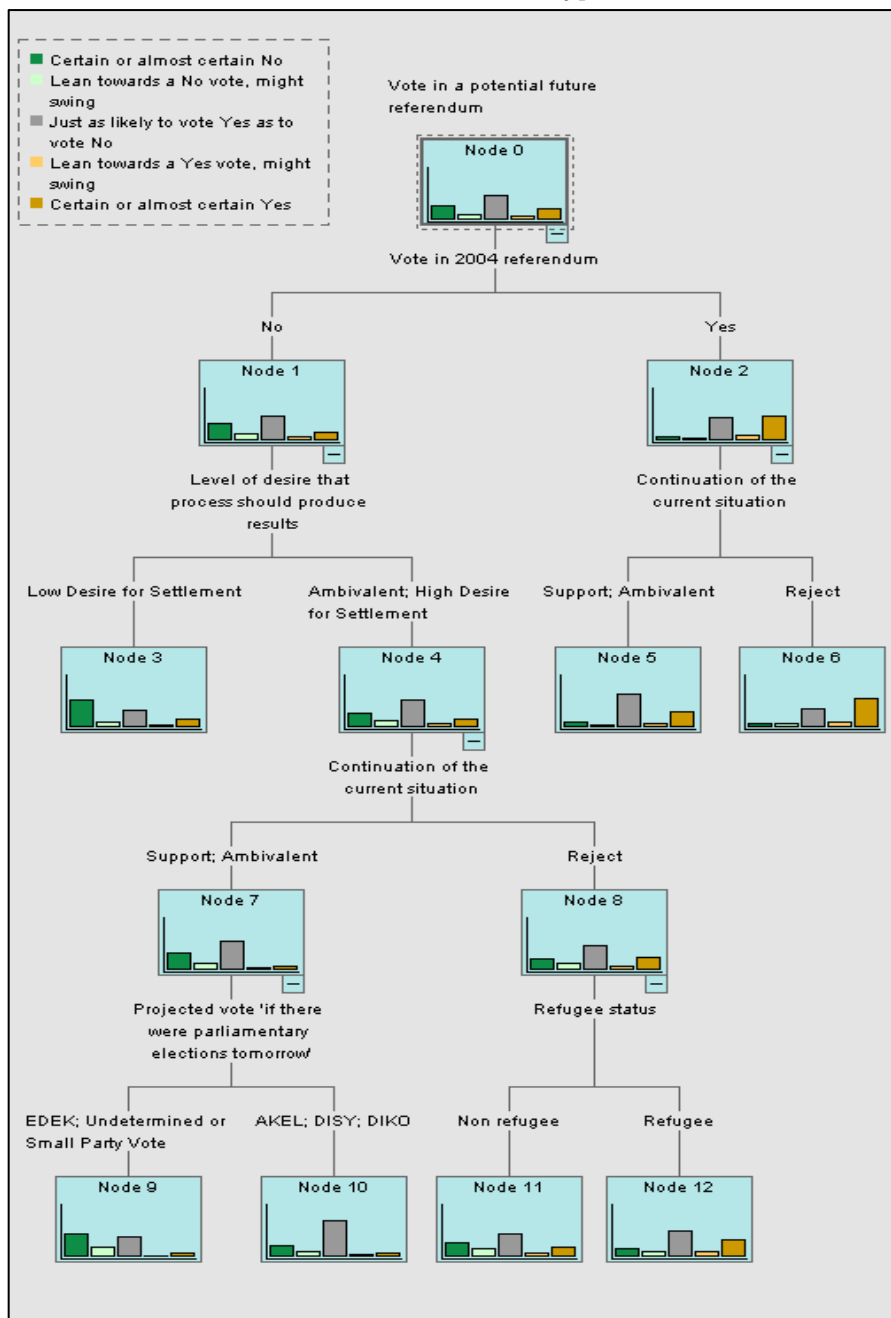 Certain or almost certain No
Lean towards a No vote, might
swing
Just as likely to vote Yes as to
vote No
Lean towards a Yes vote, might
swing
Certain or almost certain Yes
Vote in a potential future
referendum
Node 0
Vote in 2004 referendum
No
Yes
Node 1
Node 2
Level of desire that
process should produce
results
Continuation of the
current situation
Low Desire for Settlement
Ambivalent; High Desire
for Settlement
Support; Ambivalent
Reject
Node 3
Node 4
Node 5
Node 6
Continuation of the
current situation
Support; Ambivalent
Reject
Node 7
Node 8
Projected vote 'if there
were parliamentary
elections tomorrow'
Refugee status
EDEK; Undetermined or
Small Party Vote
AKEL; DISY; DIKO
Non refugee
Refugee
Node 9
Node 10
Node 11
Node 12